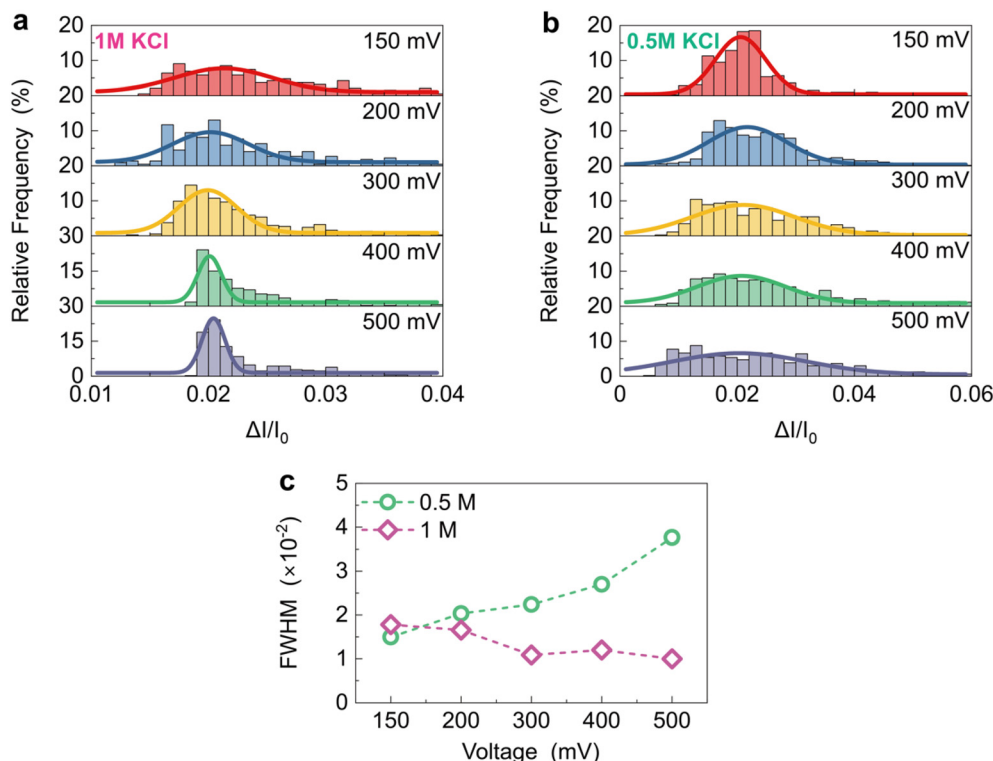 a
1M KCl
150 mV
200 mV
300 mV
400 mV
500 mV
20
10
20
10
20
10
30
15
30
15
0
Relative Frequency (%)
0.01
0.02
0.03
0.04
ΔI/I₀
b
0.5M KCl
150 mV
200 mV
300 mV
400 mV
500 mV
20
10
20
10
20
10
20
10
20
10
0
Relative Frequency (%)
0
0.02
0.04
0.06
ΔI/I₀
c
0.5 M
1 M
5
4
3
2
1
0
FWHM (×10⁻²)
150
200
300
400
500
Voltage (mV)